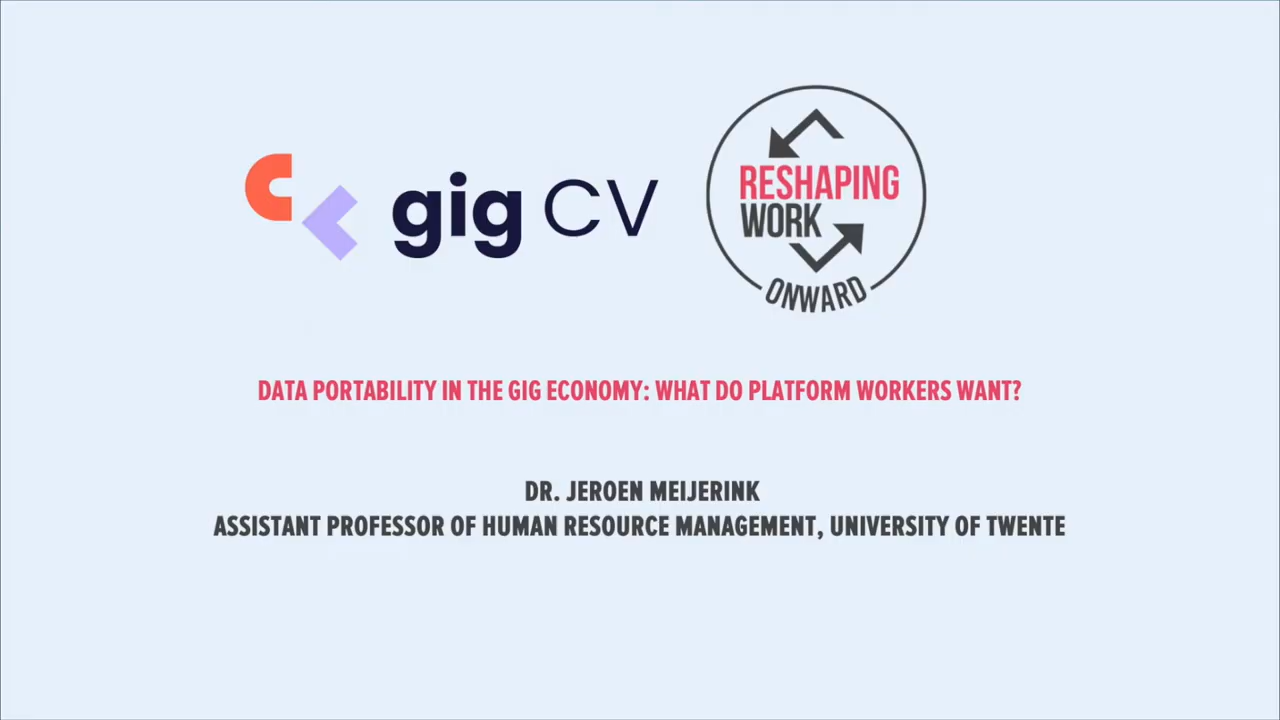 gig CV
RESHAPING
WORK
ONWARD
DATA PORTABILITY IN THE GIG ECONOMY: WHAT DO PLATFORM WORKERS WANT?
DR. JEROEN MEIJERINK
ASSISTANT PROFESSOR OF HUMAN RESOURCE MANAGEMENT, UNIVERSITY OF TWENTE